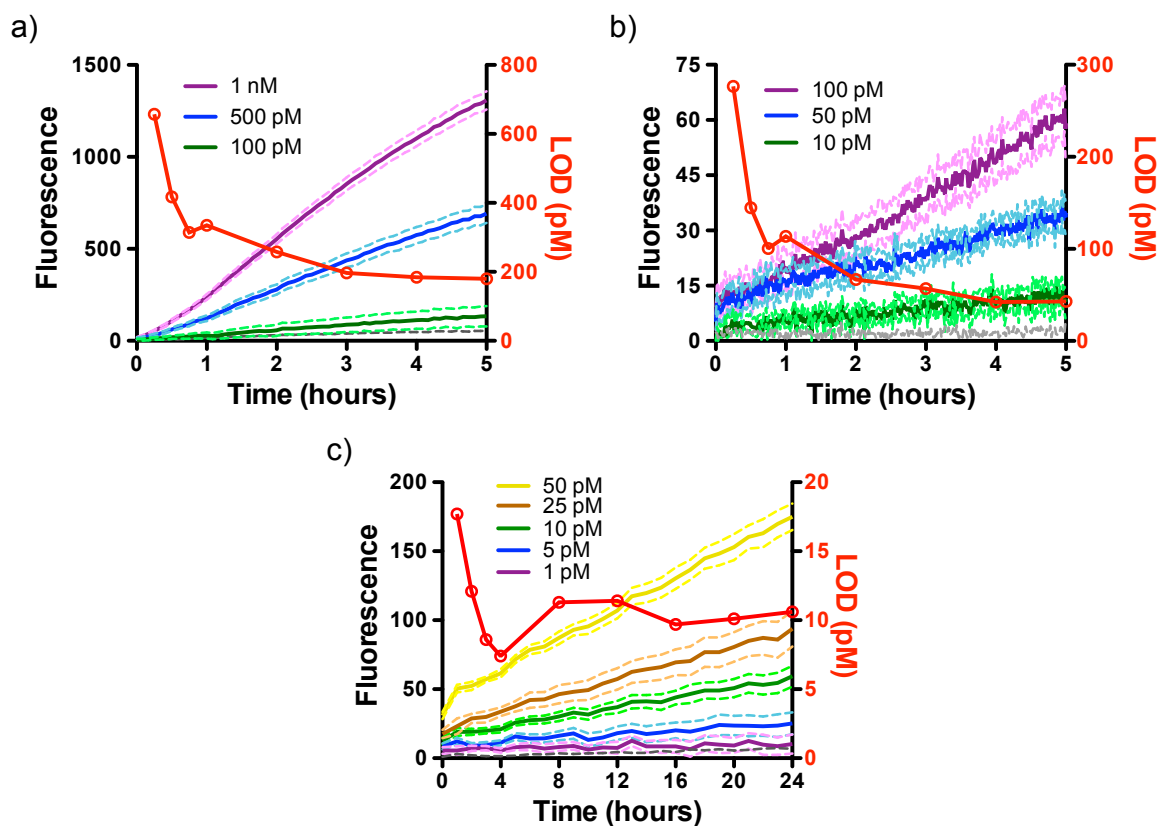 a)
1500
1000
500
0
Fluorescence
1 nM
500 pM
100 pM
800
600
400
200
0
LOD (pM)
0 1 2 3 4 5
Time (hours)
b)
75
60
45
30
15
0
Fluorescence
100 pM
50 pM
10 pM
300
200
100
0
LOD (pM)
0 1 2 3 4 5
Time (hours)
c)
200
150
100
50
0
Fluorescence
50 pM
25 pM
10 pM
5 pM
1 pM
20
15
10
5
0
LOD (pM)
0 4 8 12 16 20 24
Time (hours)